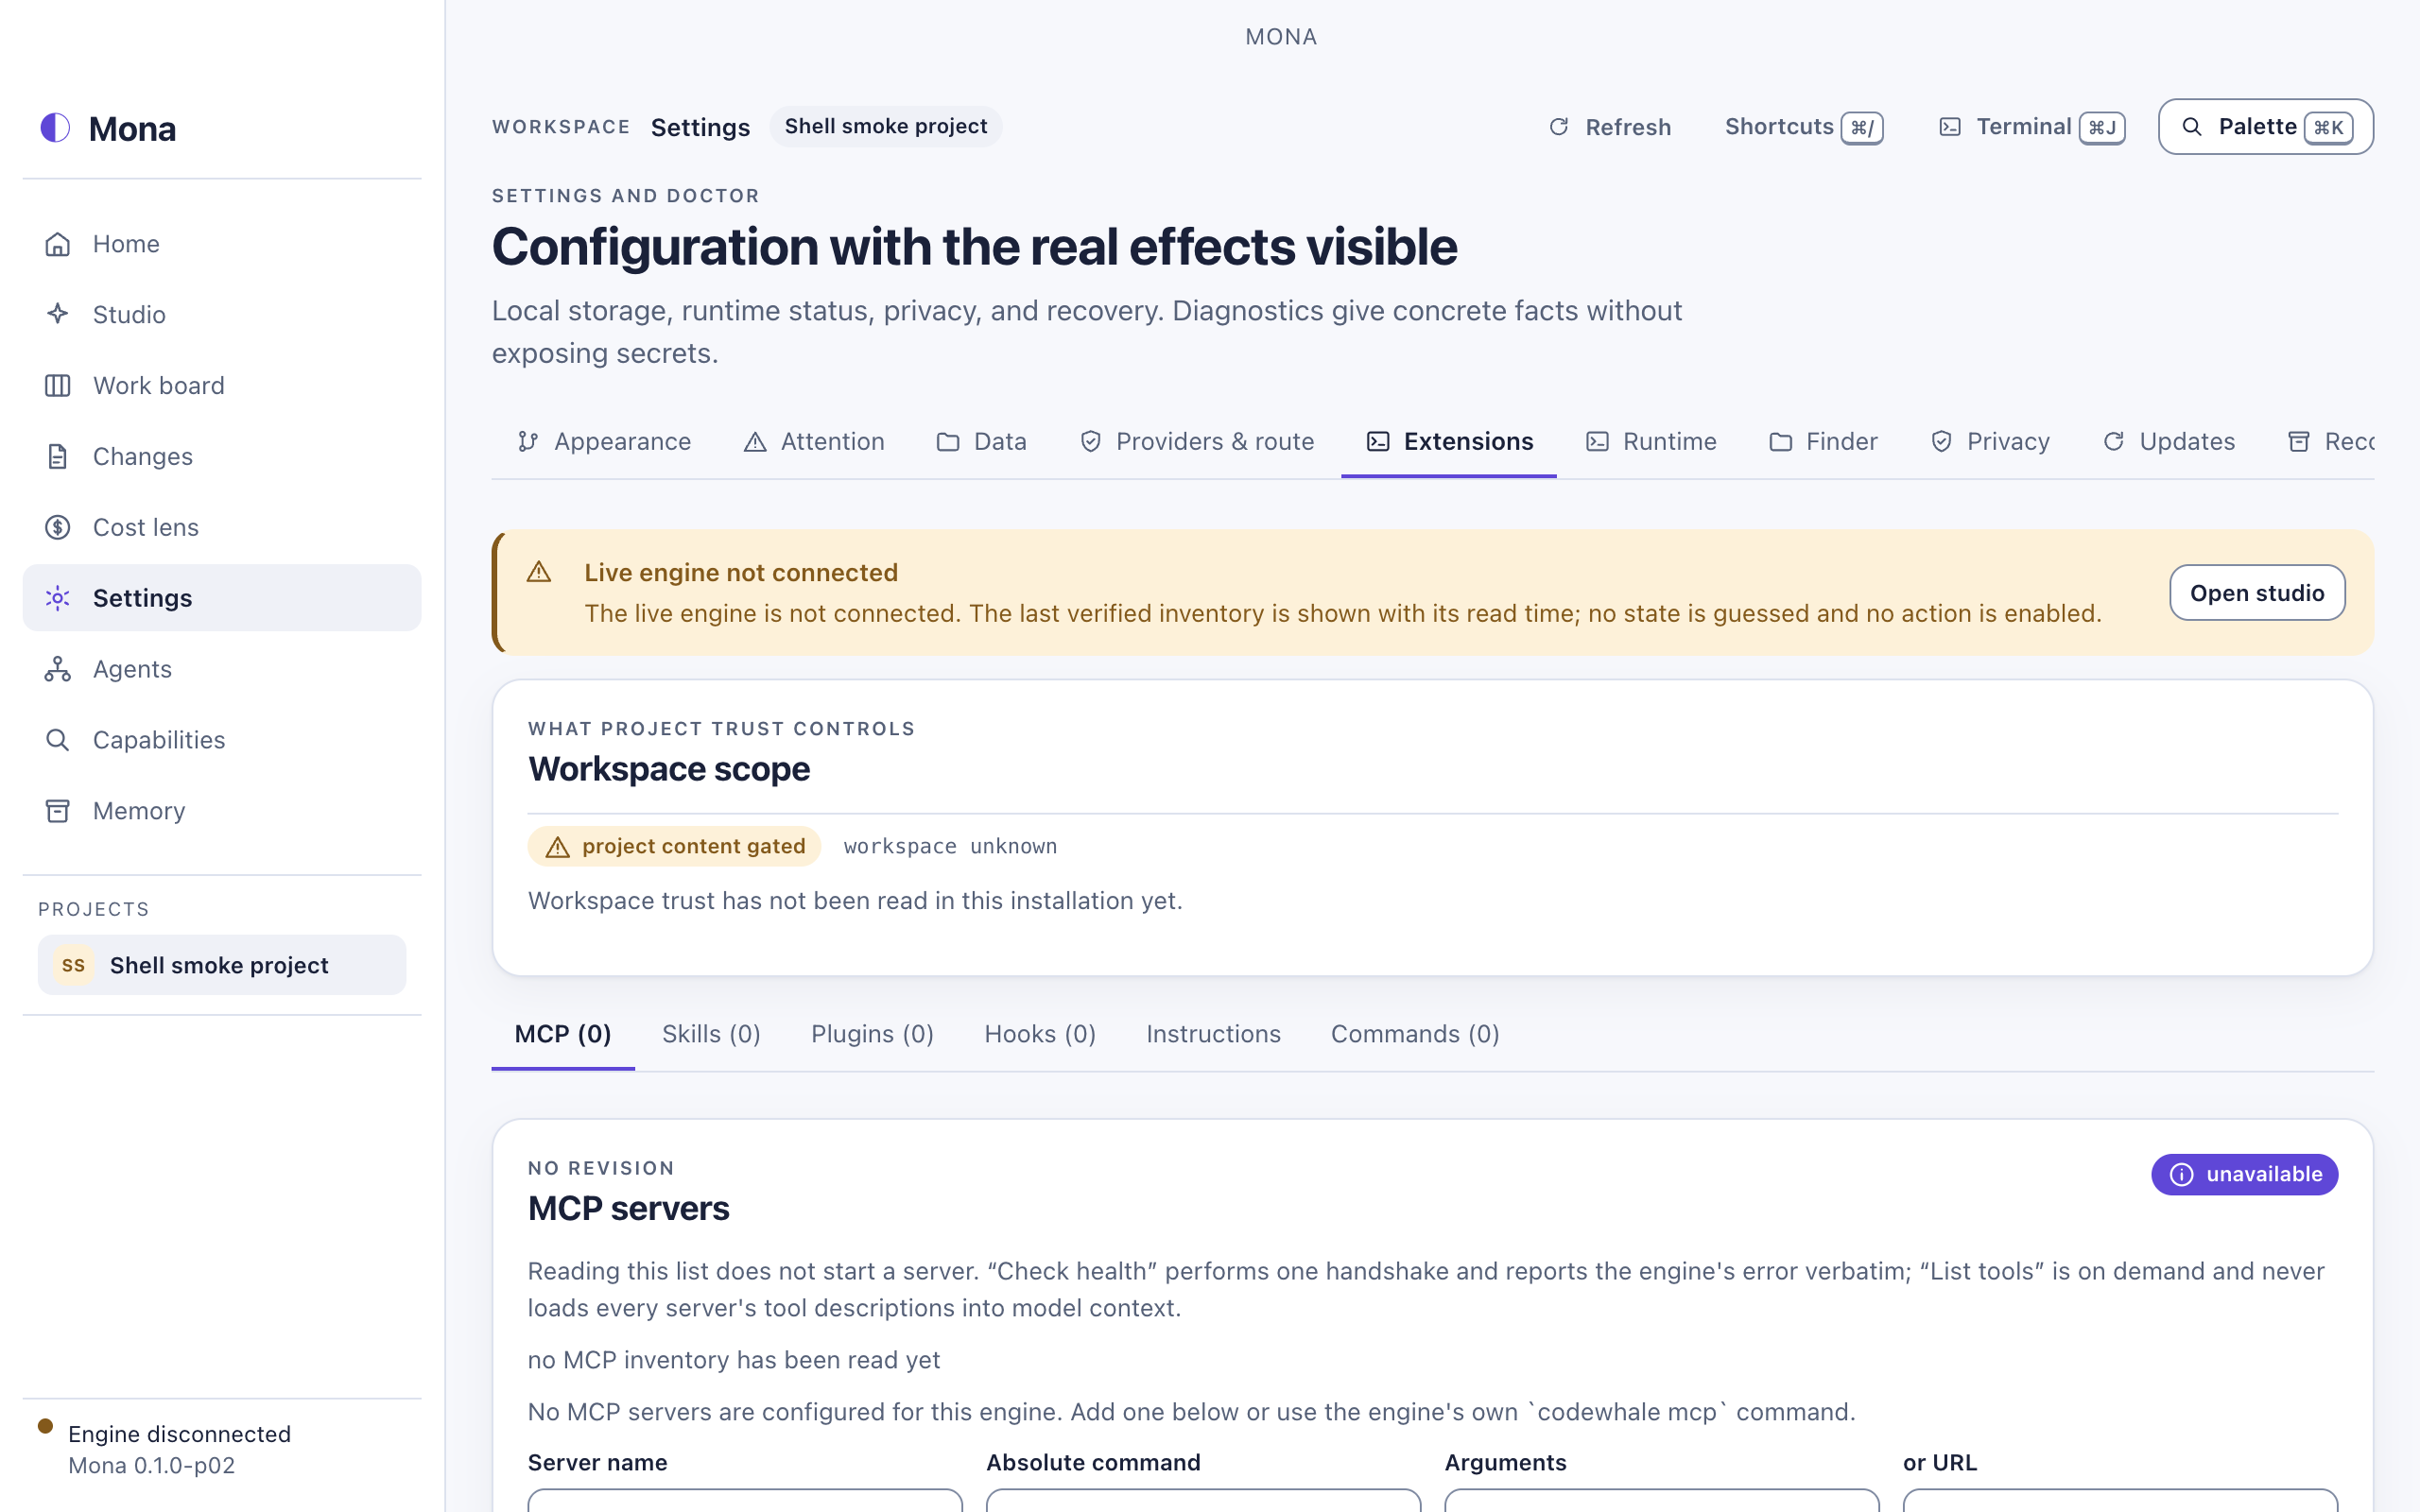 MONA
Mona
Home
Studio
Work board
Changes
Cost lens
Settings
Agents
Capabilities
Memory
PROJECTS
SS Shell smoke project
Engine disconnected
Mona 0.1.0-p02
WORKSPACE Settings Shell smoke project Refresh Shortcuts ⌘/ Terminal ⌘J Palette ⌘K
SETTINGS AND DOCTOR
Configuration with the real effects visible
Local storage, runtime status, privacy, and recovery. Diagnostics give concrete facts without
exposing secrets.
Appearance Attention Data Providers & route Extensions Runtime Finder Privacy Updates
Live engine not connected
The live engine is not connected. The last verified inventory is shown with its read time; no state is guessed and no action is enabled.
Open studio
WHAT PROJECT TRUST CONTROLS
Workspace scope
project content gated workspace unknown
Workspace trust has not been read in this installation yet.
MCP (0) Skills (0) Plugins (0) Hooks (0) Instructions Commands (0)
NO REVISION
MCP servers
unavailable
Reading this list does not start a server. “Check health” performs one handshake and reports the engine's error verbatim; “List tools” is on demand and never
loads every server's tool descriptions into model context.
no MCP inventory has been read yet
No MCP servers are configured for this engine. Add one below or use the engine's own `codewhale mcp` command.
Server name Absolute command Arguments or URL